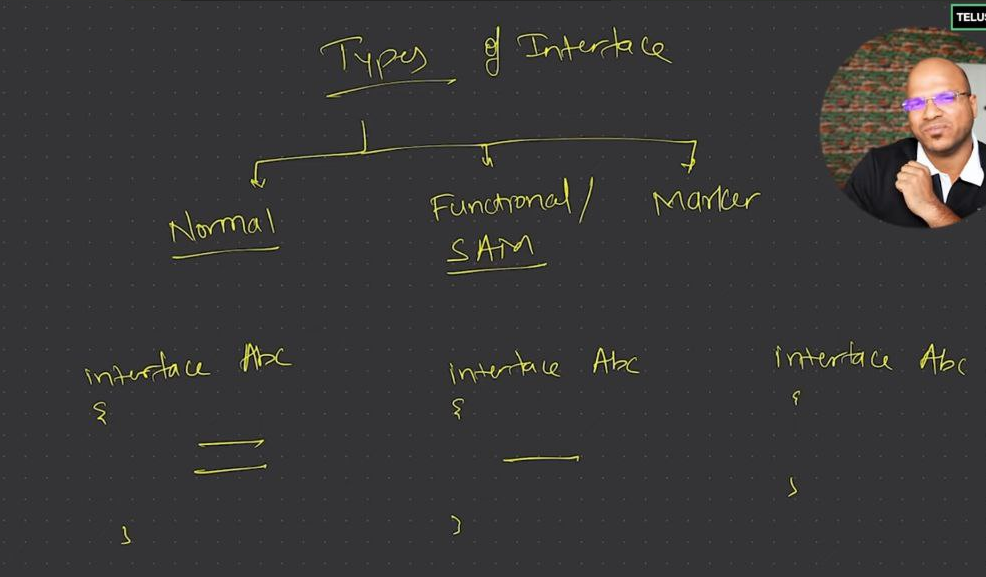 TELUS
Types of Interface
Normal
Functional/
SAM
Marker
interface Abc
{
}
interface Abc
{
}
interface Abc
{
}